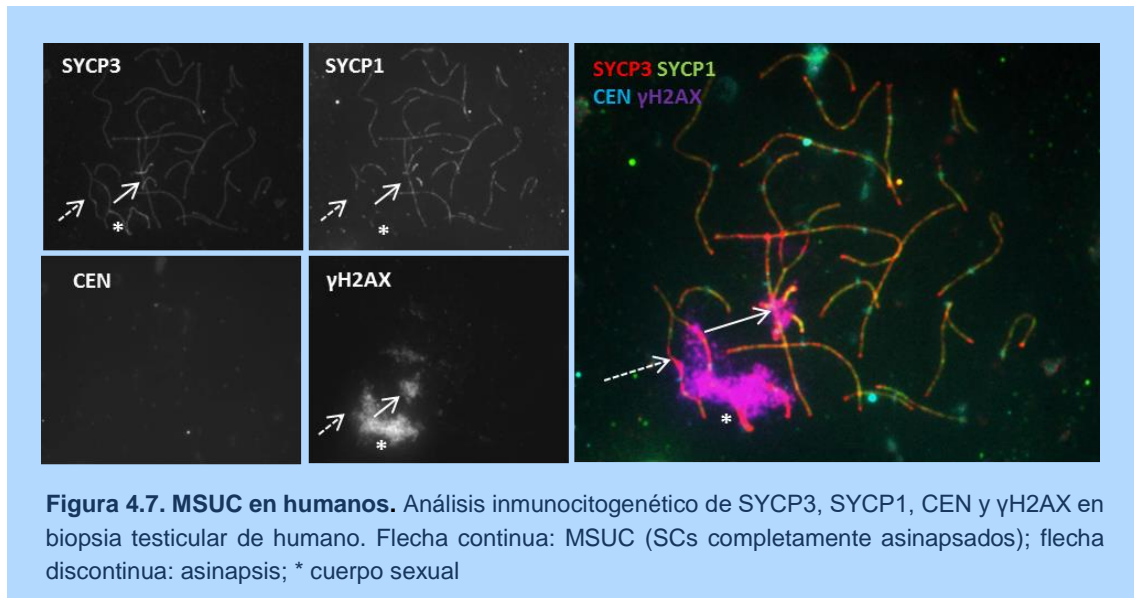 SYCP3
SYCP1
SYCP3 SYCP1
CEN γH2AX
*
*
CEN
γH2AX
*
*
Figura 4.7. MSUC en humanos. Análisis inmunocitogenético de SYCP3, SYCP1, CEN y γH2AX en
biopsia testicular de humano. Flecha continua: MSUC (SCs completamente asinapsados); flecha
discontinua: asinapsis; * cuerpo sexual